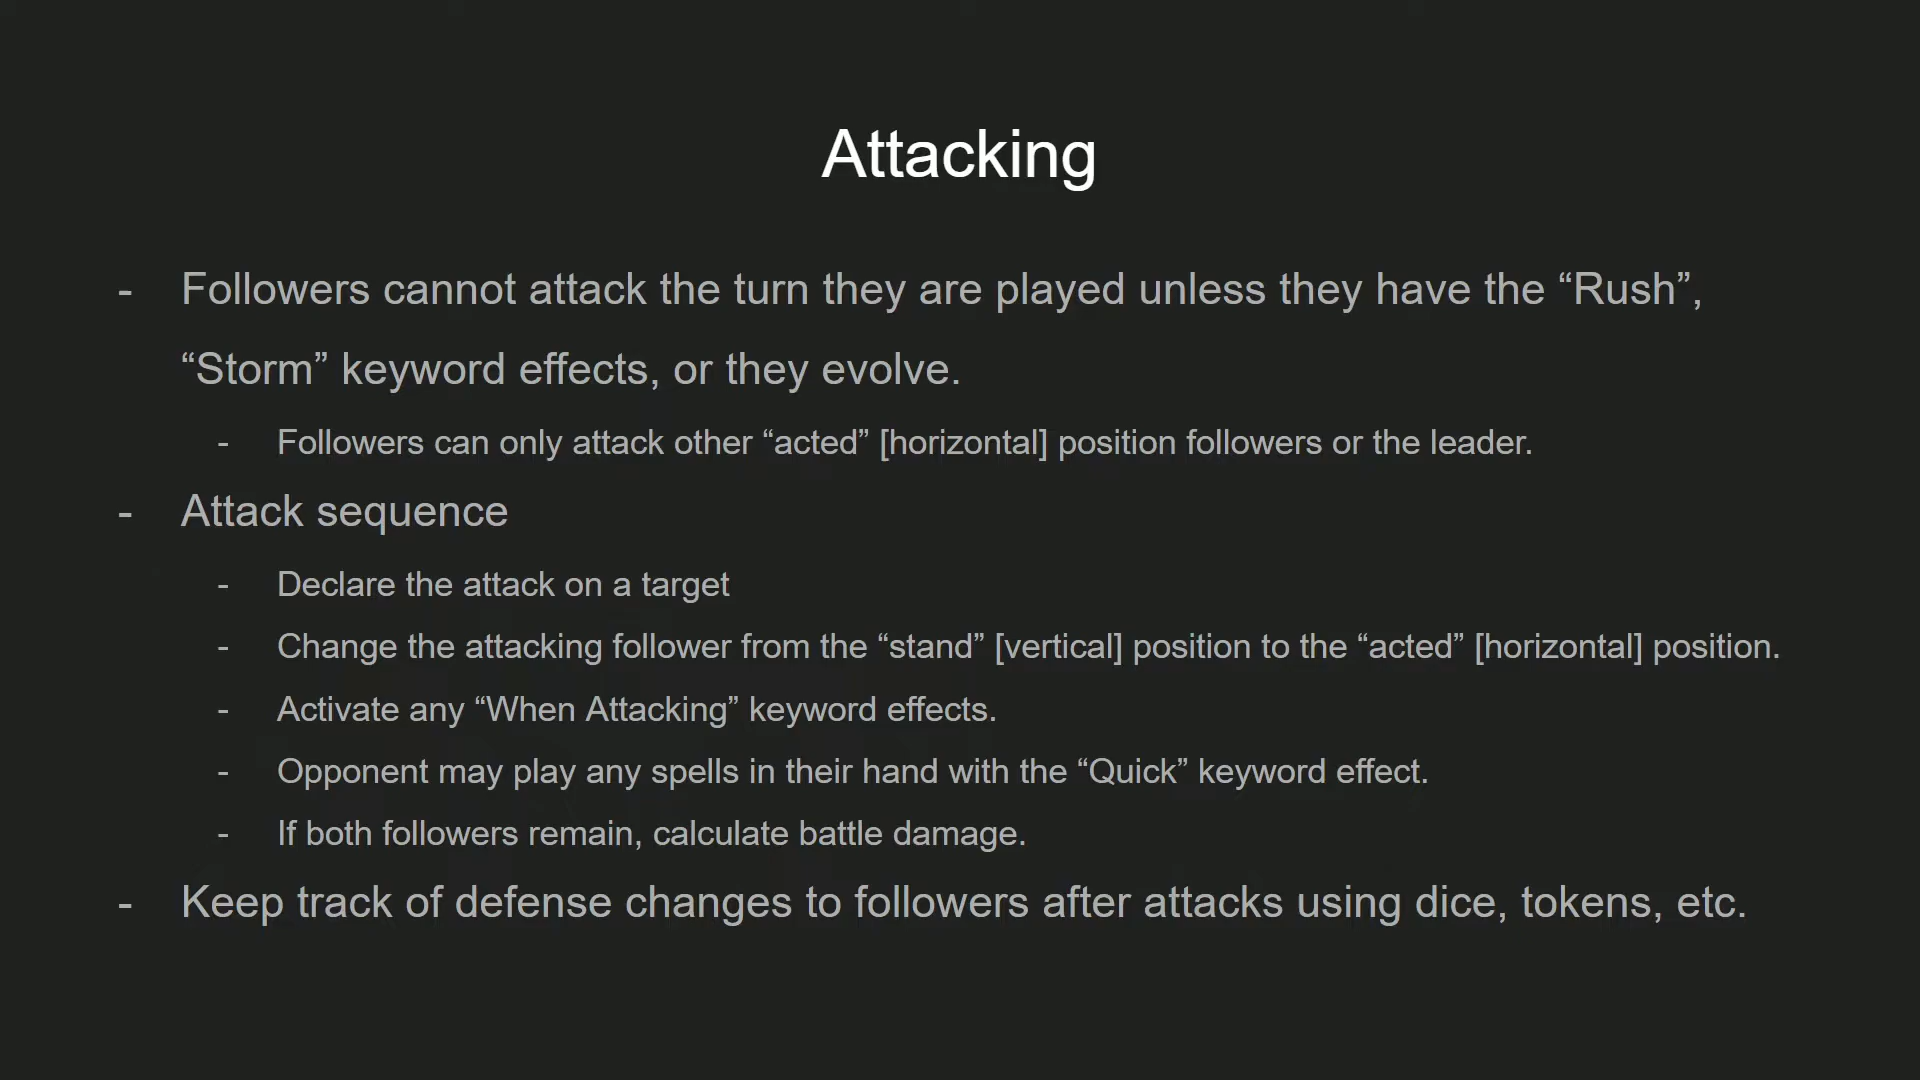 Attacking
- Followers cannot attack the turn they are played unless they have the “Rush”,
“Storm” keyword effects, or they evolve.
- Followers can only attack other “acted” [horizontal] position followers or the leader.
- Attack sequence
- Declare the attack on a target
- Change the attacking follower from the “stand” [vertical] position to the “acted” [horizontal] position.
- Activate any “When Attacking” keyword effects.
- Opponent may play any spells in their hand with the “Quick” keyword effect.
- If both followers remain, calculate battle damage.
- Keep track of defense changes to followers after attacks using dice, tokens, etc.